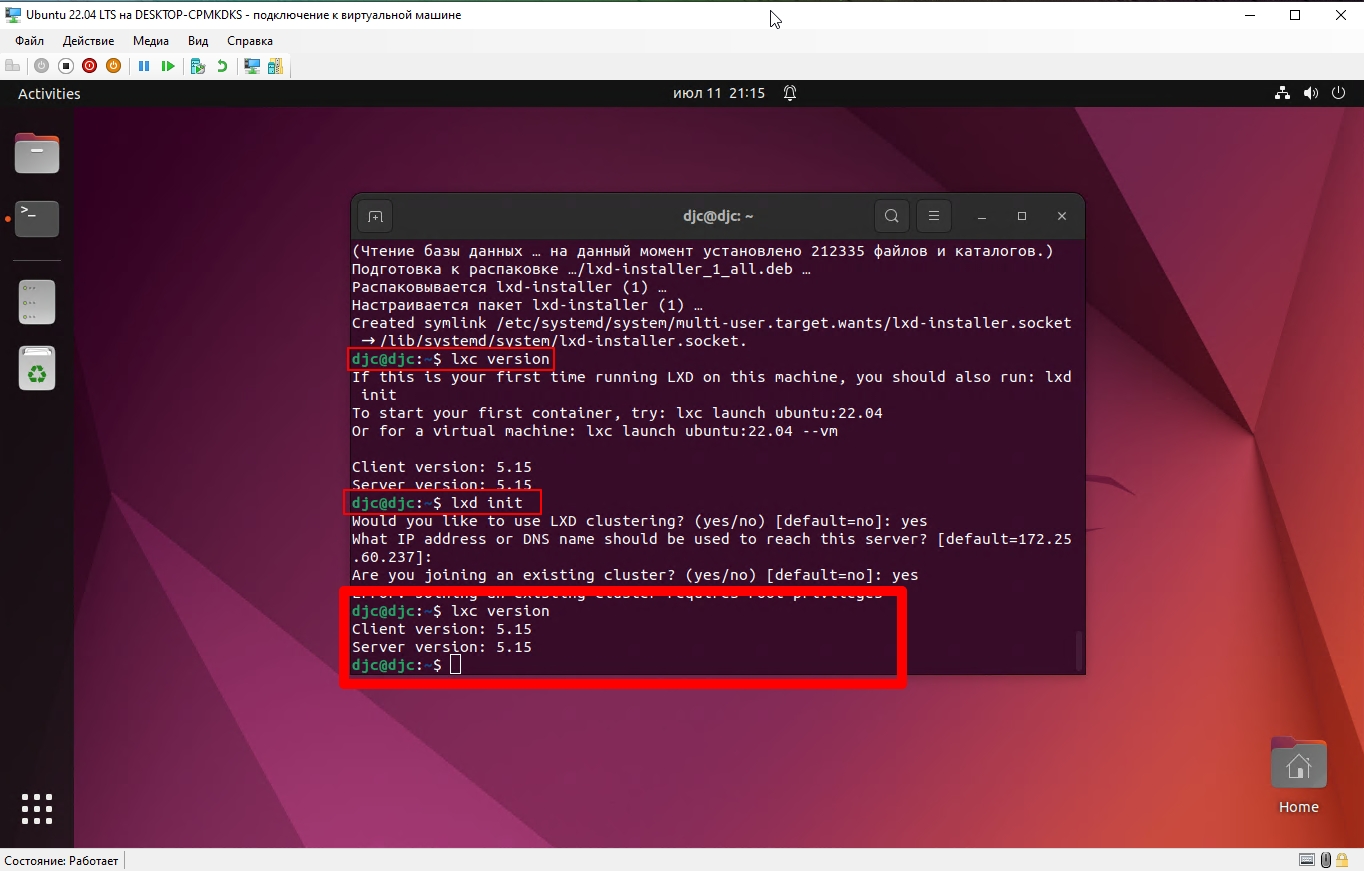 Ubuntu 22.04 LTS на DESKTOP-CPMKDKS - подключение к виртуальной машине
Файл Действие Медиа Вид Справка
Activities
июл 11 21:15
djc@djc: ~
(Чтение базы данных … на данный момент установлено 212335 файлов и каталогов.)
Подготовка к распаковке …/lxd-installer_1_all.deb …
Распаковывается lxd-installer (1) …
Настраивается пакет lxd-installer (1) …
Created symlink /etc/systemd/system/multi-user.target.wants/lxd-installer.socket
→ /lib/systemd/system/lxd-installer.socket.
djc@djc:~$ lxc version
If this is your first time running LXD on this machine, you should also run: lxd
init
To start your first container, try: lxc launch ubuntu:22.04
Or for a virtual machine: lxc launch ubuntu:22.04 --vm
Client version: 5.15
Server version: 5.15
djc@djc:~$ lxd init
Would you like to use LXD clustering? (yes/no) [default=no]: yes
What IP address or DNS name should be used to reach this server? [default=172.25
.60.237]:
Are you joining an existing cluster? (yes/no) [default=no]: yes
Error: Joining an existing cluster requires root privileges
djc@djc:~$ lxc version
Client version: 5.15
Server version: 5.15
djc@djc:~$
Home
Состояние: Работает